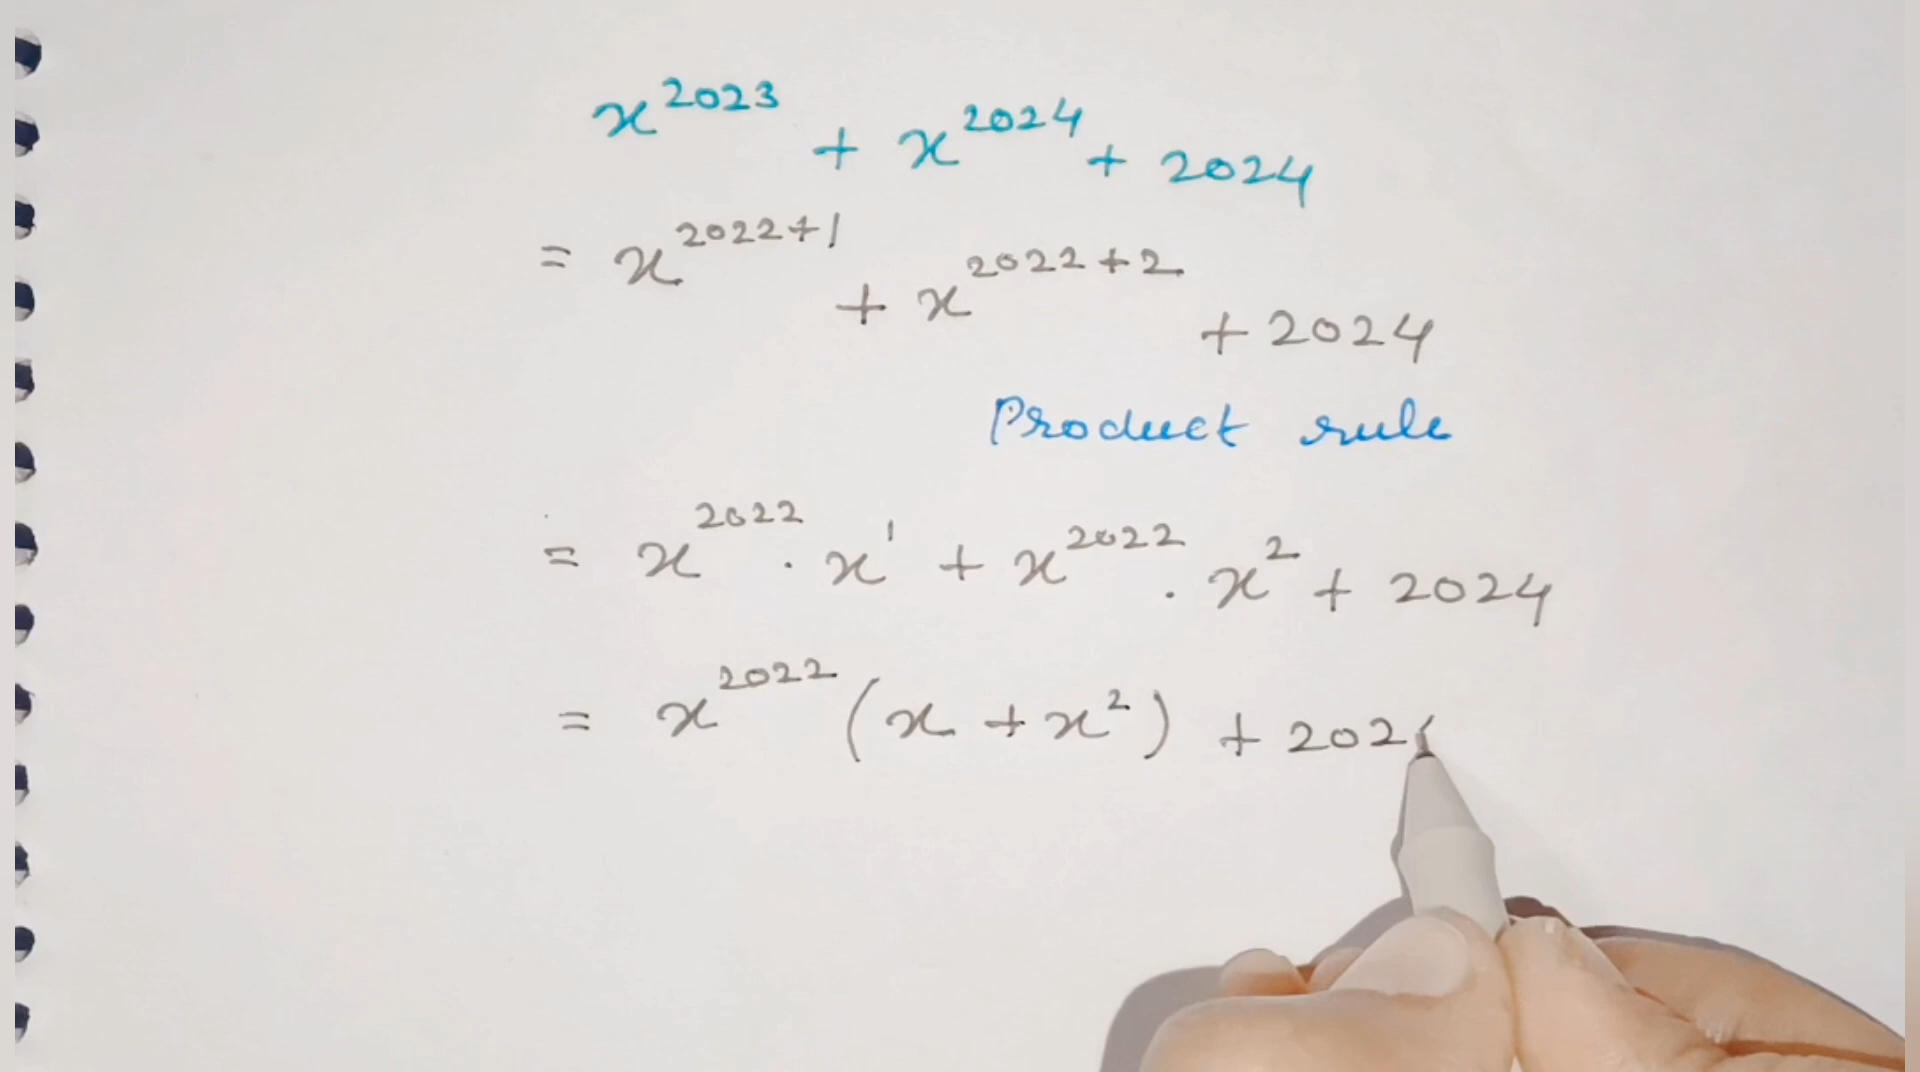 x^2023 + x^2024 + 2024
= x^2022+1 + x^2022+2 + 2024
Product rule
= x^2022 . x^1 + x^2022 . x^2 + 2024
= x^2022 (x + x^2) + 202